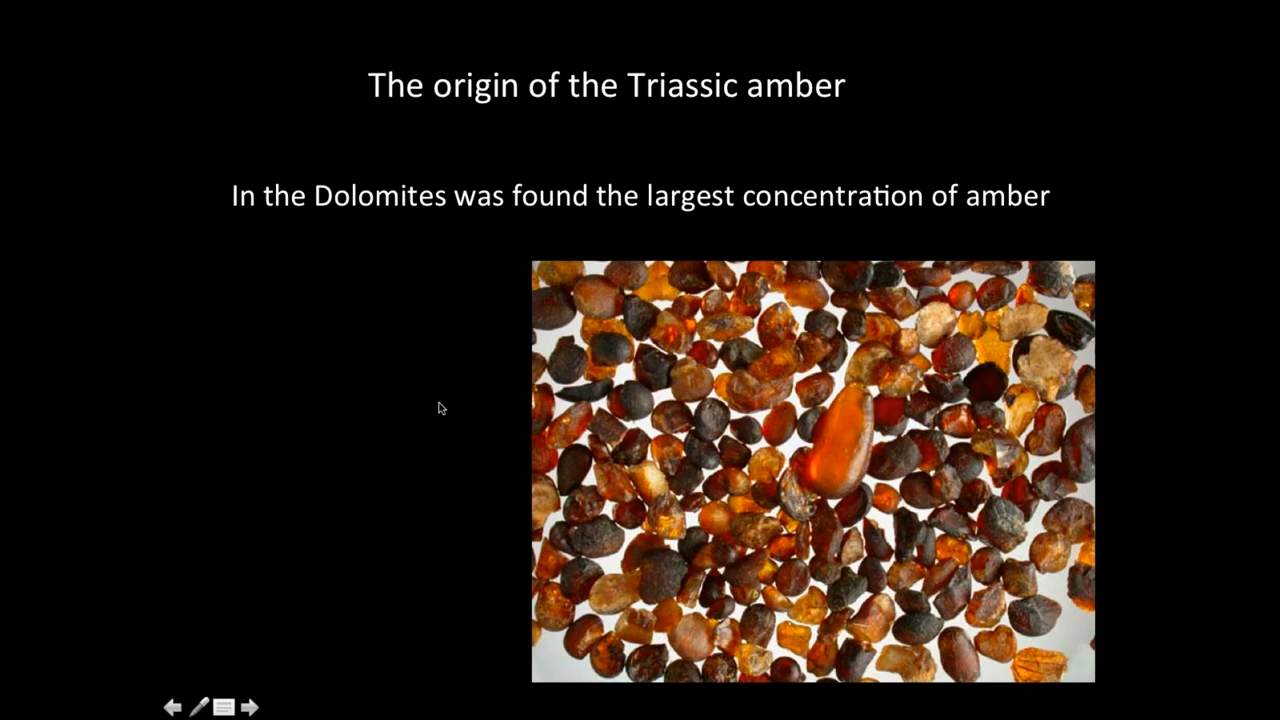 The origin of the Triassic amber
In the Dolomites was found the largest concentration of amber